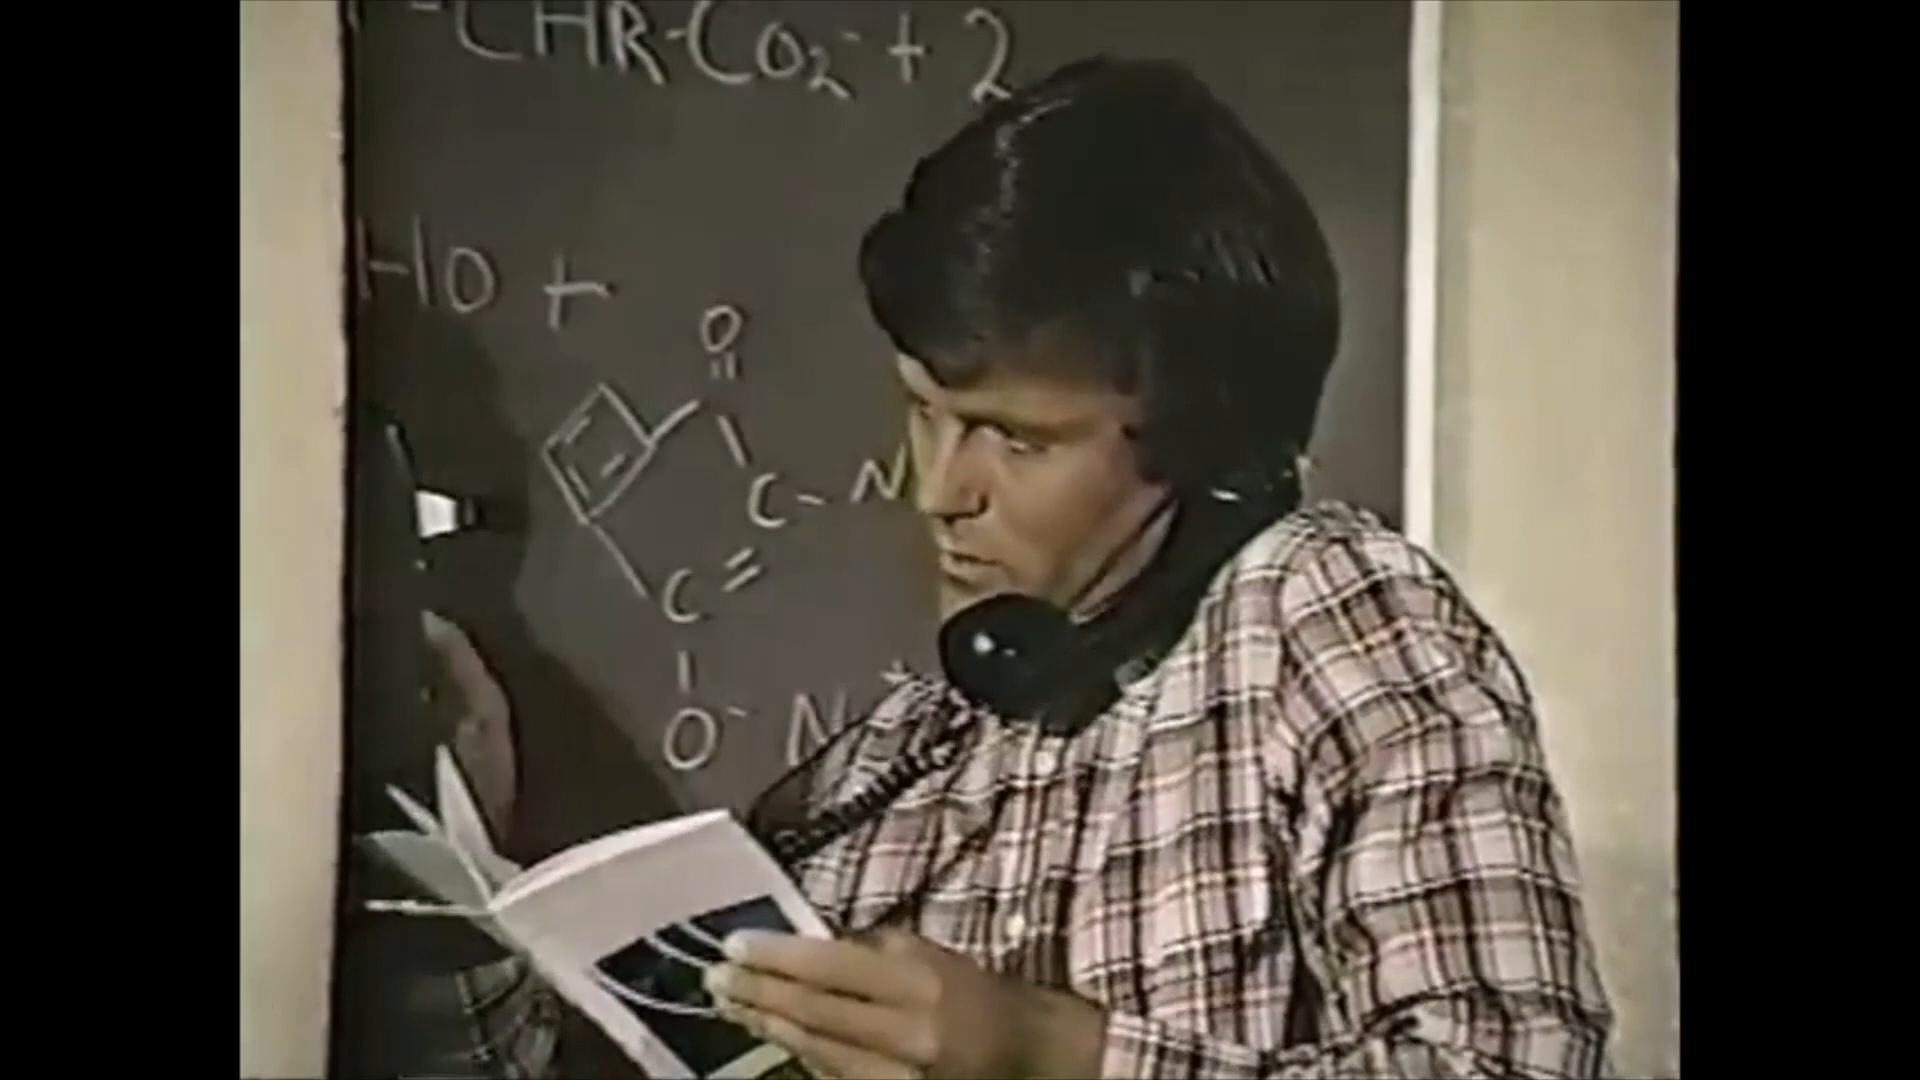 -CHR-CO₂⁻ + 2
HO +
O
C - N
C
O⁻ N